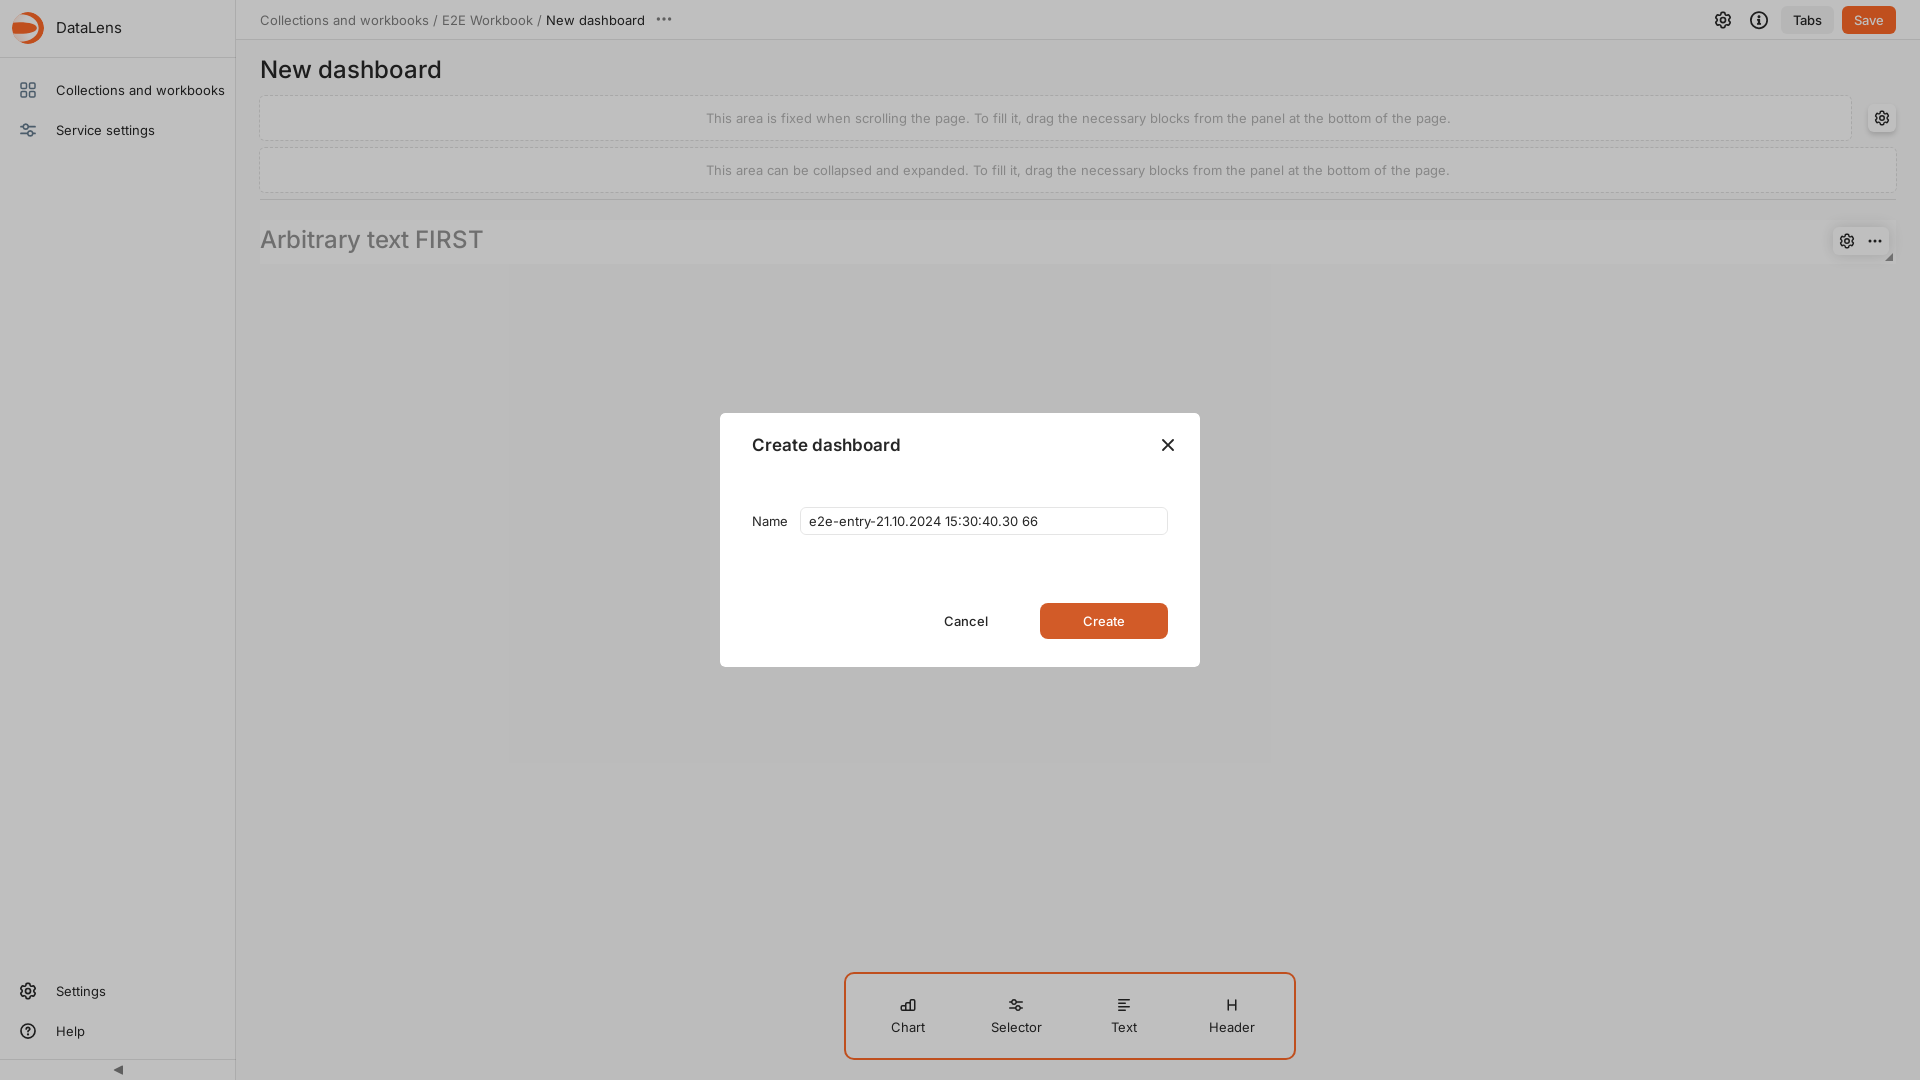 DataLens
Collections and workbooks / E2E Workbook / New dashboard
Tabs
Save
Collections and workbooks
Service settings
New dashboard
This area is fixed when scrolling the page. To fill it, drag the necessary blocks from the panel at the bottom of the page.
This area can be collapsed and expanded. To fill it, drag the necessary blocks from the panel at the bottom of the page.
Arbitrary text FIRST
Create dashboard
Name
e2e-entry-21.10.2024 15:30:40.30 66
Cancel
Create
Chart
Selector
Text
H
Header
Settings
Help